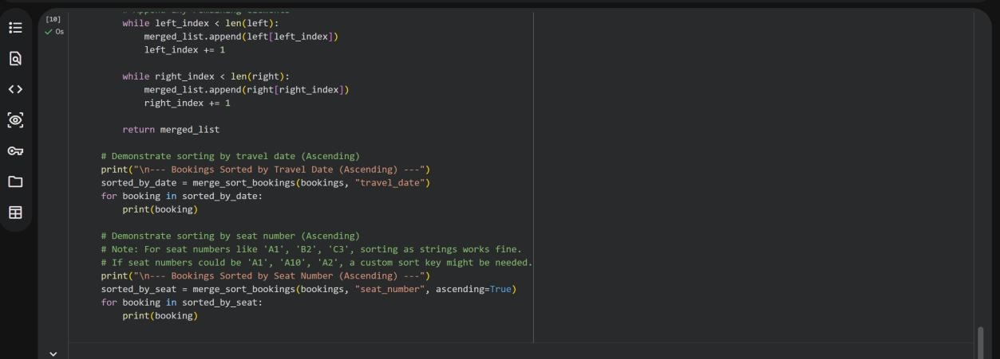 [10]
0s
# Append any remaining elements
while left_index < len(left):
merged_list.append(left[left_index])
left_index += 1
while right_index < len(right):
merged_list.append(right[right_index])
right_index += 1
return merged_list
# Demonstrate sorting by travel date (Ascending)
print("\n--- Bookings Sorted by Travel Date (Ascending) ---")
sorted_by_date = merge_sort_bookings(bookings, "travel_date")
for booking in sorted_by_date:
print(booking)
# Demonstrate sorting by seat number (Ascending)
# Note: For seat numbers like 'A1', 'B2', 'C3', sorting as strings works fine.
# If seat numbers could be 'A1', 'A10', 'A2', a custom sort key might be needed.
print("\n--- Bookings Sorted by Seat Number (Ascending) ---")
sorted_by_seat = merge_sort_bookings(bookings, "seat_number", ascending=True)
for booking in sorted_by_seat:
print(booking)